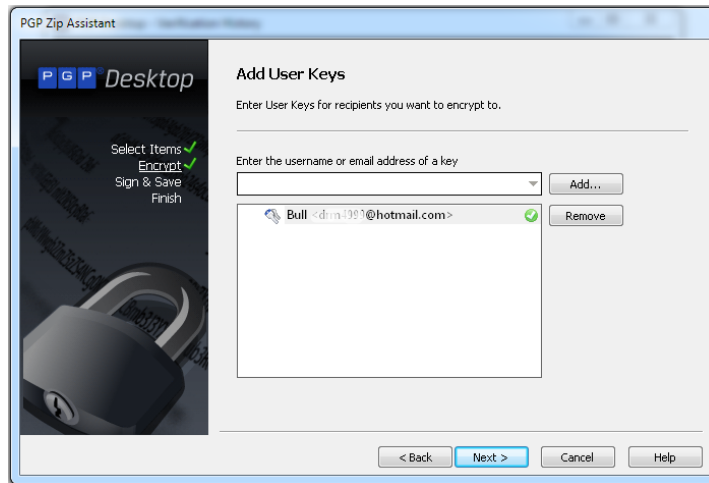 PGP Zip Assistant
PGP Desktop
Select Items
Encrypt
Sign & Save
Finish
Add User Keys
Enter User Keys for recipients you want to encrypt to.
Enter the username or email address of a key
Add...
Bull @hotmail.com>
Remove
< Back
Next >
Cancel
Help